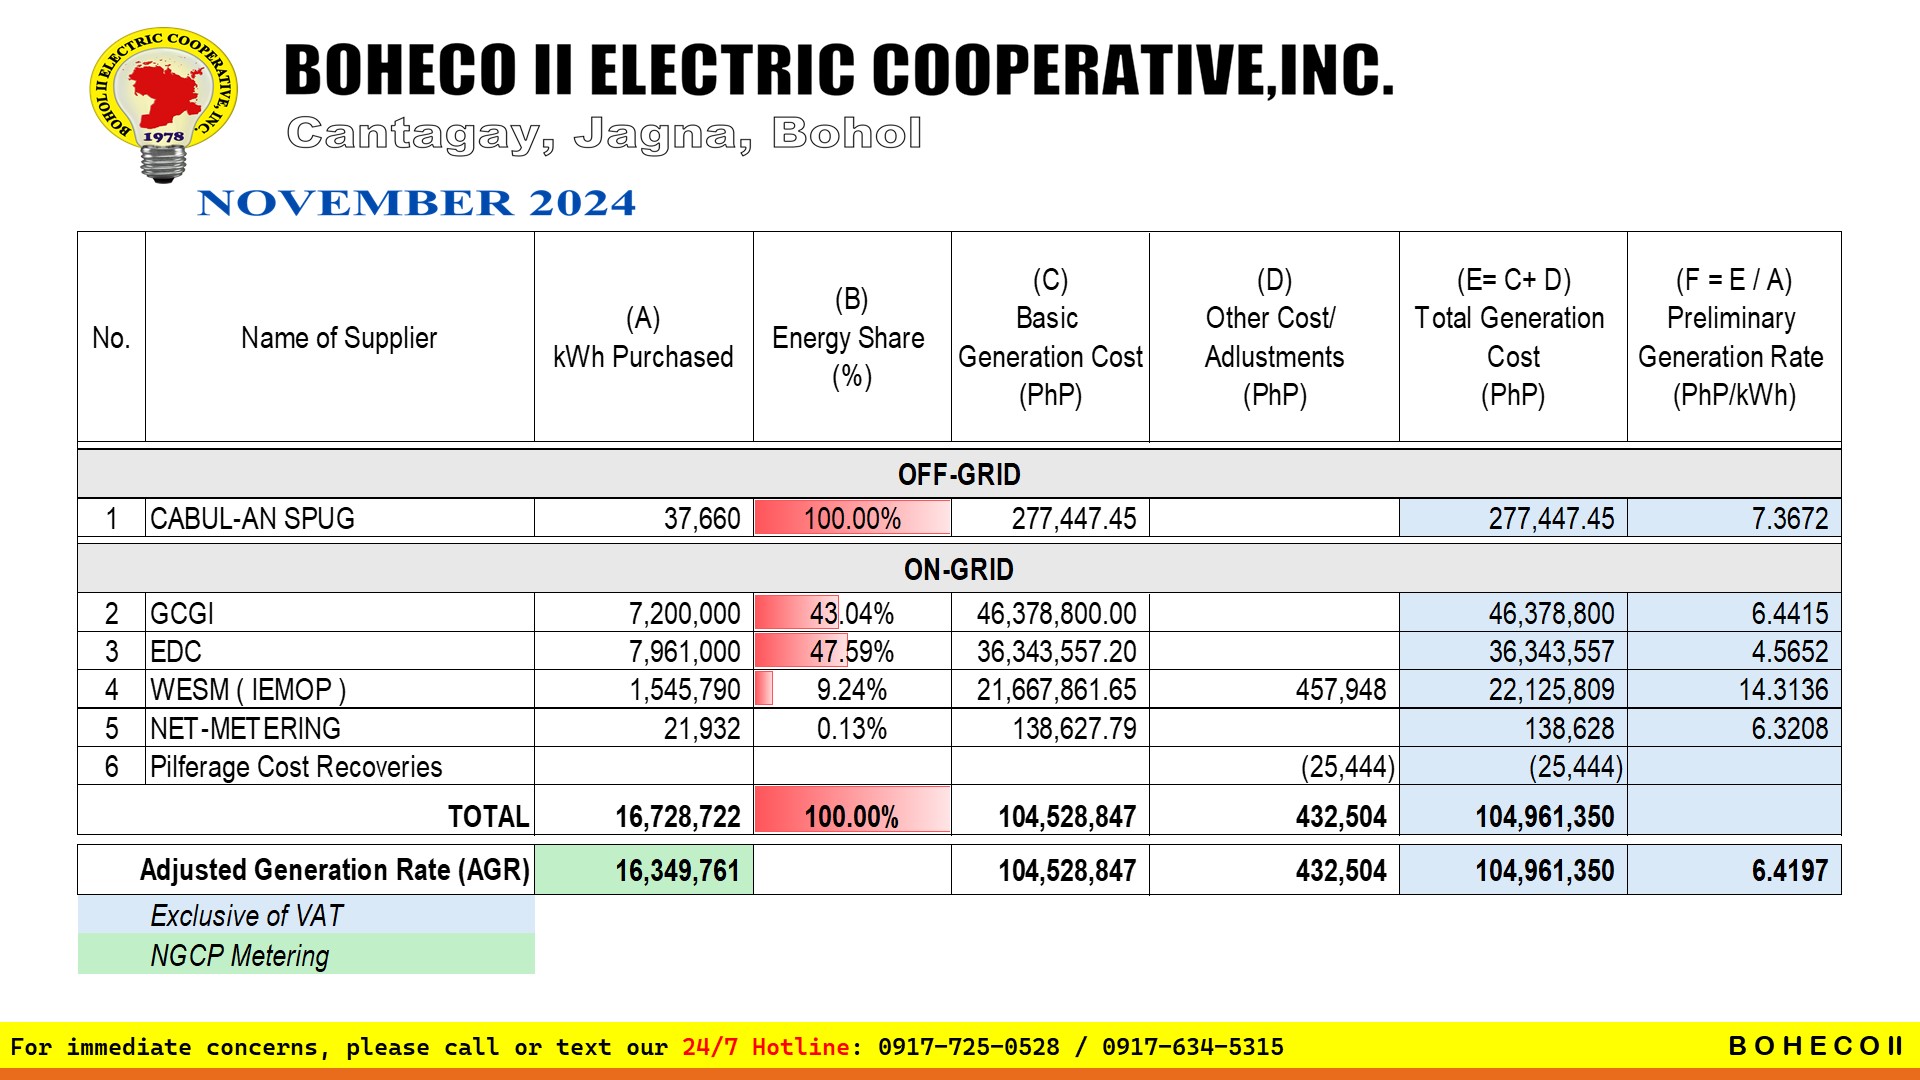 BOHOL II ELECTRIC COOPERATIVE, INC.
1978
BOHECO II ELECTRIC COOPERATIVE,INC.
Cantagay, Jagna, Bohol
NOVEMBER 2024
No.
Name of Supplier
(A)
kWh Purchased
(B)
Energy Share
(%)
(C)
Basic
Generation Cost
(PhP)
(D)
Other Cost/
Adlustments
(PhP)
(E= C+ D)
Total Generation
Cost
(PhP)
(F = E / A)
Preliminary
Generation Rate
(PhP/kWh)
OFF-GRID
1 CABUL-AN SPUG 37,660 100.00% 277,447.45 277,447.45 7.3672
ON-GRID
2 GCGI 7,200,000 43.04% 46,378,800.00 46,378,800 6.4415
3 EDC 7,961,000 47.59% 36,343,557.20 36,343,557 4.5652
4 WESM ( IEMOP ) 1,545,790 9.24% 21,667,861.65 457,948 22,125,809 14.3136
5 NET-METERING 21,932 0.13% 138,627.79 138,628 6.3208
6 Pilferage Cost Recoveries (25,444) (25,444)
TOTAL 16,728,722 100.00% 104,528,847 432,504 104,961,350
Adjusted Generation Rate (AGR) 16,349,761 104,528,847 432,504 104,961,350 6.4197
Exclusive of VAT
NGCP Metering
For immediate concerns, please call or text our 24/7 Hotline: 0917-725-0528 / 0917-634-5315 BOHECO II